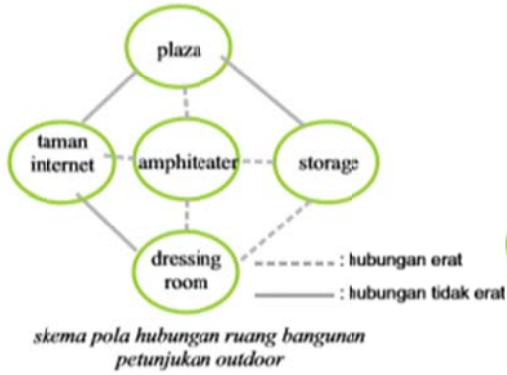 plaza
taman
internet
amphiteater
storage
dressing
room
: hubungan erat
: hubungan tidak erat
skema pola hubungan ruang bangunan
petunjukan outdoor